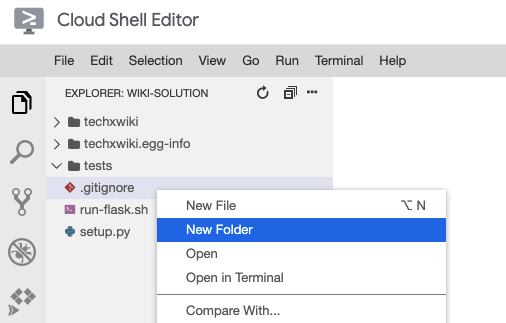 Cloud Shell Editor
File Edit Selection View Go Run Terminal Help
EXPLORER: WIKI-SOLUTION
techxwiki
techxwiki.egg-info
tests
.gitignore
run-flask.sh
setup.py
New File ⌥ N
New Folder
Open
Open in Terminal
Compare With...